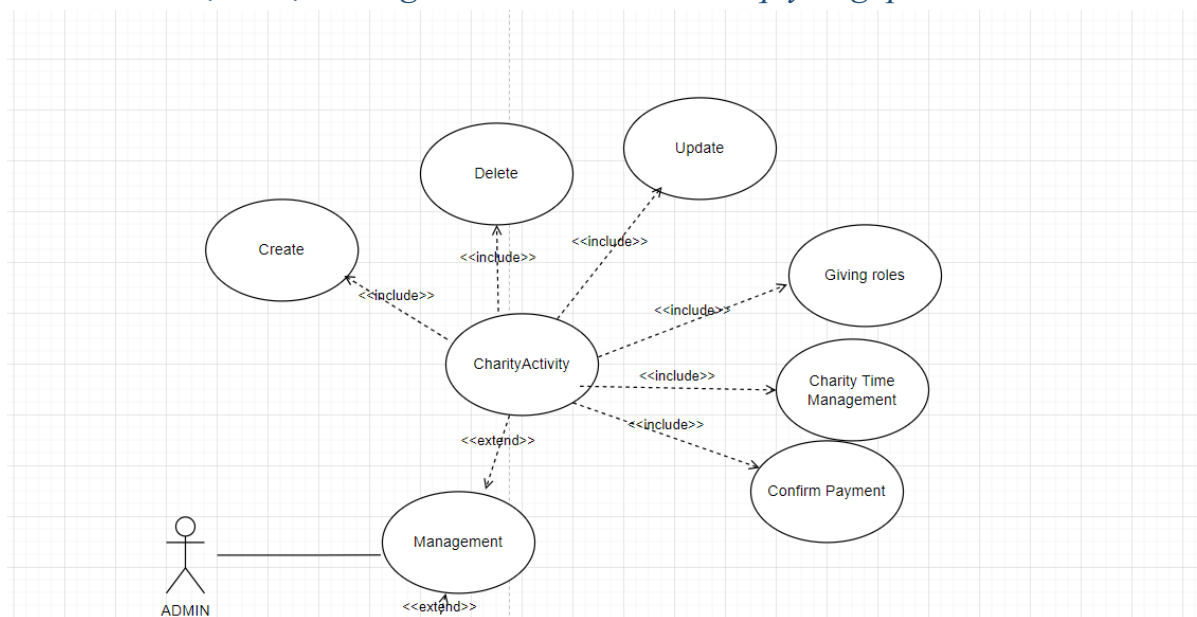 Update
Delete
<<include>>
Create
<<include>>
Giving roles
<<include>>
<<include>>
CharityActivity
<<include>>
Charity Time
Management
<<include>>
<<extend>>
Confirm Payment
Management
<<extend>>
ADMIN